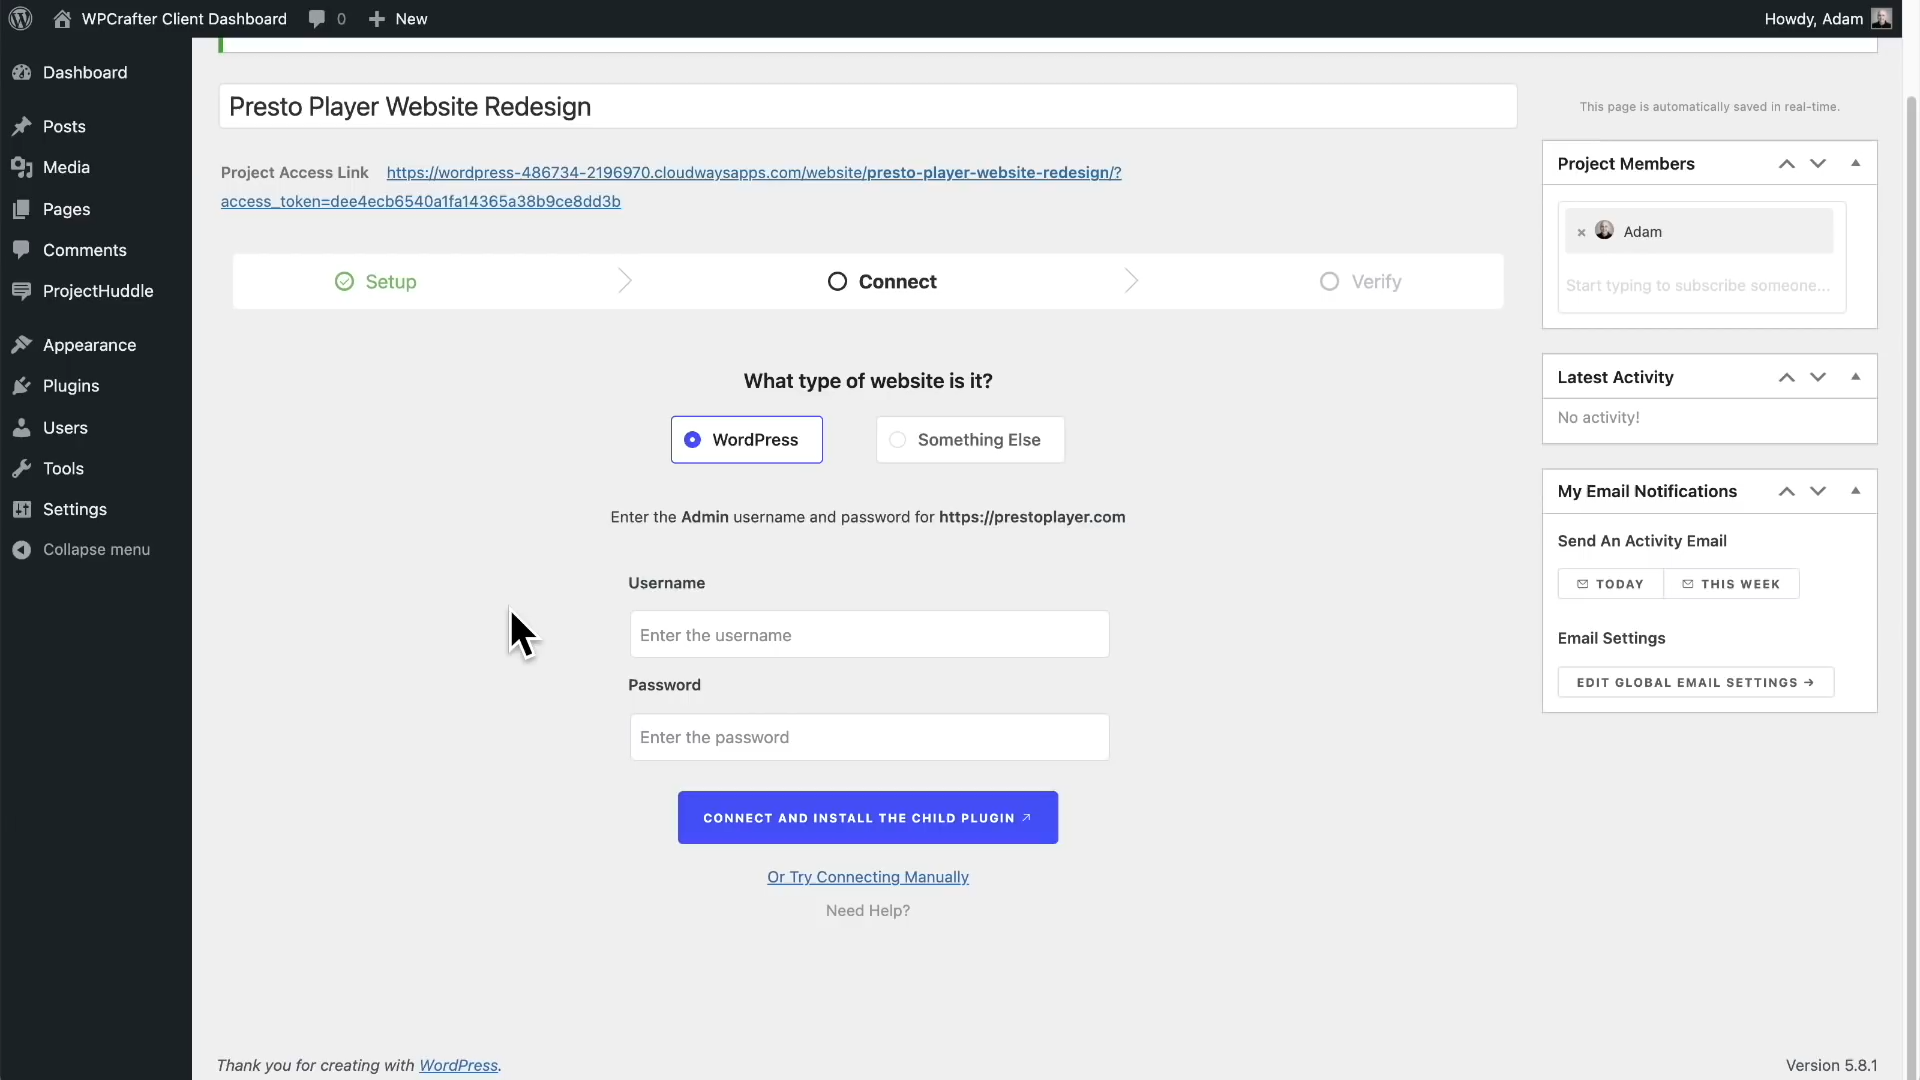 WPCrafter Client Dashboard 0 New Howdy, Adam
Dashboard
Posts
Media
Pages
Comments
ProjectHuddle
Appearance
Plugins
Users
Tools
Settings
Collapse menu
Presto Player Website Redesign
Project Access Link https://wordpress-486734-2196970.cloudwaysapps.com/website/presto-player-website-redesign/?
access_token=dee4ecb6540a1fa14365a38b9ce8dd3b
Setup Connect Verify
What type of website is it?
WordPress Something Else
Enter the Admin username and password for https://prestoplayer.com
Username
Enter the username
Password
Enter the password
CONNECT AND INSTALL THE CHILD PLUGIN ↗
Or Try Connecting Manually
Need Help?
This page is automatically saved in real-time.
Project Members
× Adam
Start typing to subscribe someone...
Latest Activity
No activity!
My Email Notifications
Send An Activity Email
TODAY THIS WEEK
Email Settings
EDIT GLOBAL EMAIL SETTINGS →
Thank you for creating with WordPress.
Version 5.8.1